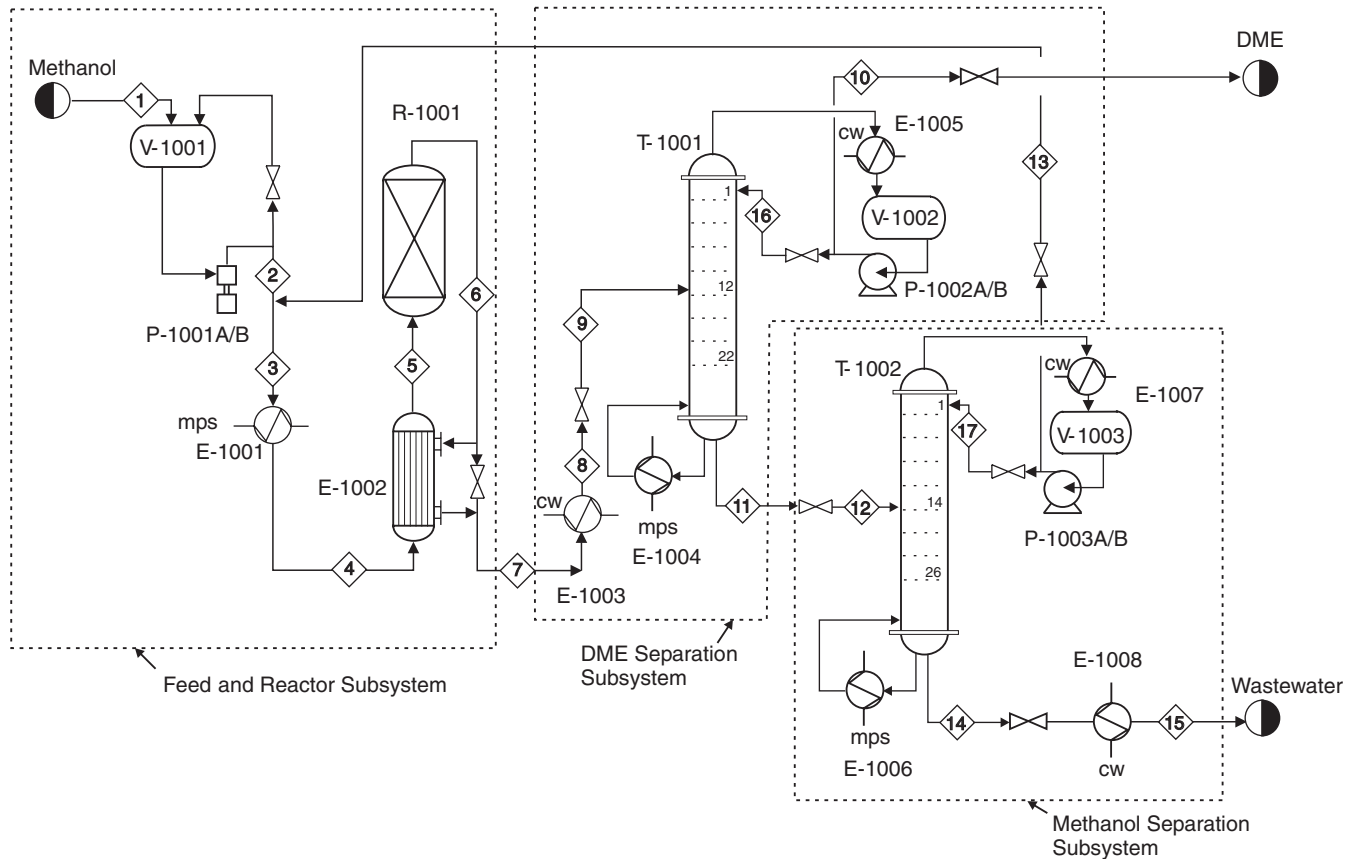 Methanol
1
V-1001
2
P-1001A/B
3
mps
E-1001
4
R-1001
5
6
E-1002
7
Feed and Reactor Subsystem
DME
10
T-1001
cw
E-1005
V-1002
P-1002A/B
16
1
12
22
9
8
cw
E-1003
mps
E-1004
11
DME Separation
Subsystem
13
T-1002
cw
E-1007
V-1003
P-1003A/B
17
1
14
26
12
mps
E-1006
14
E-1008
cw
15
Wastewater
Methanol Separation
Subsystem